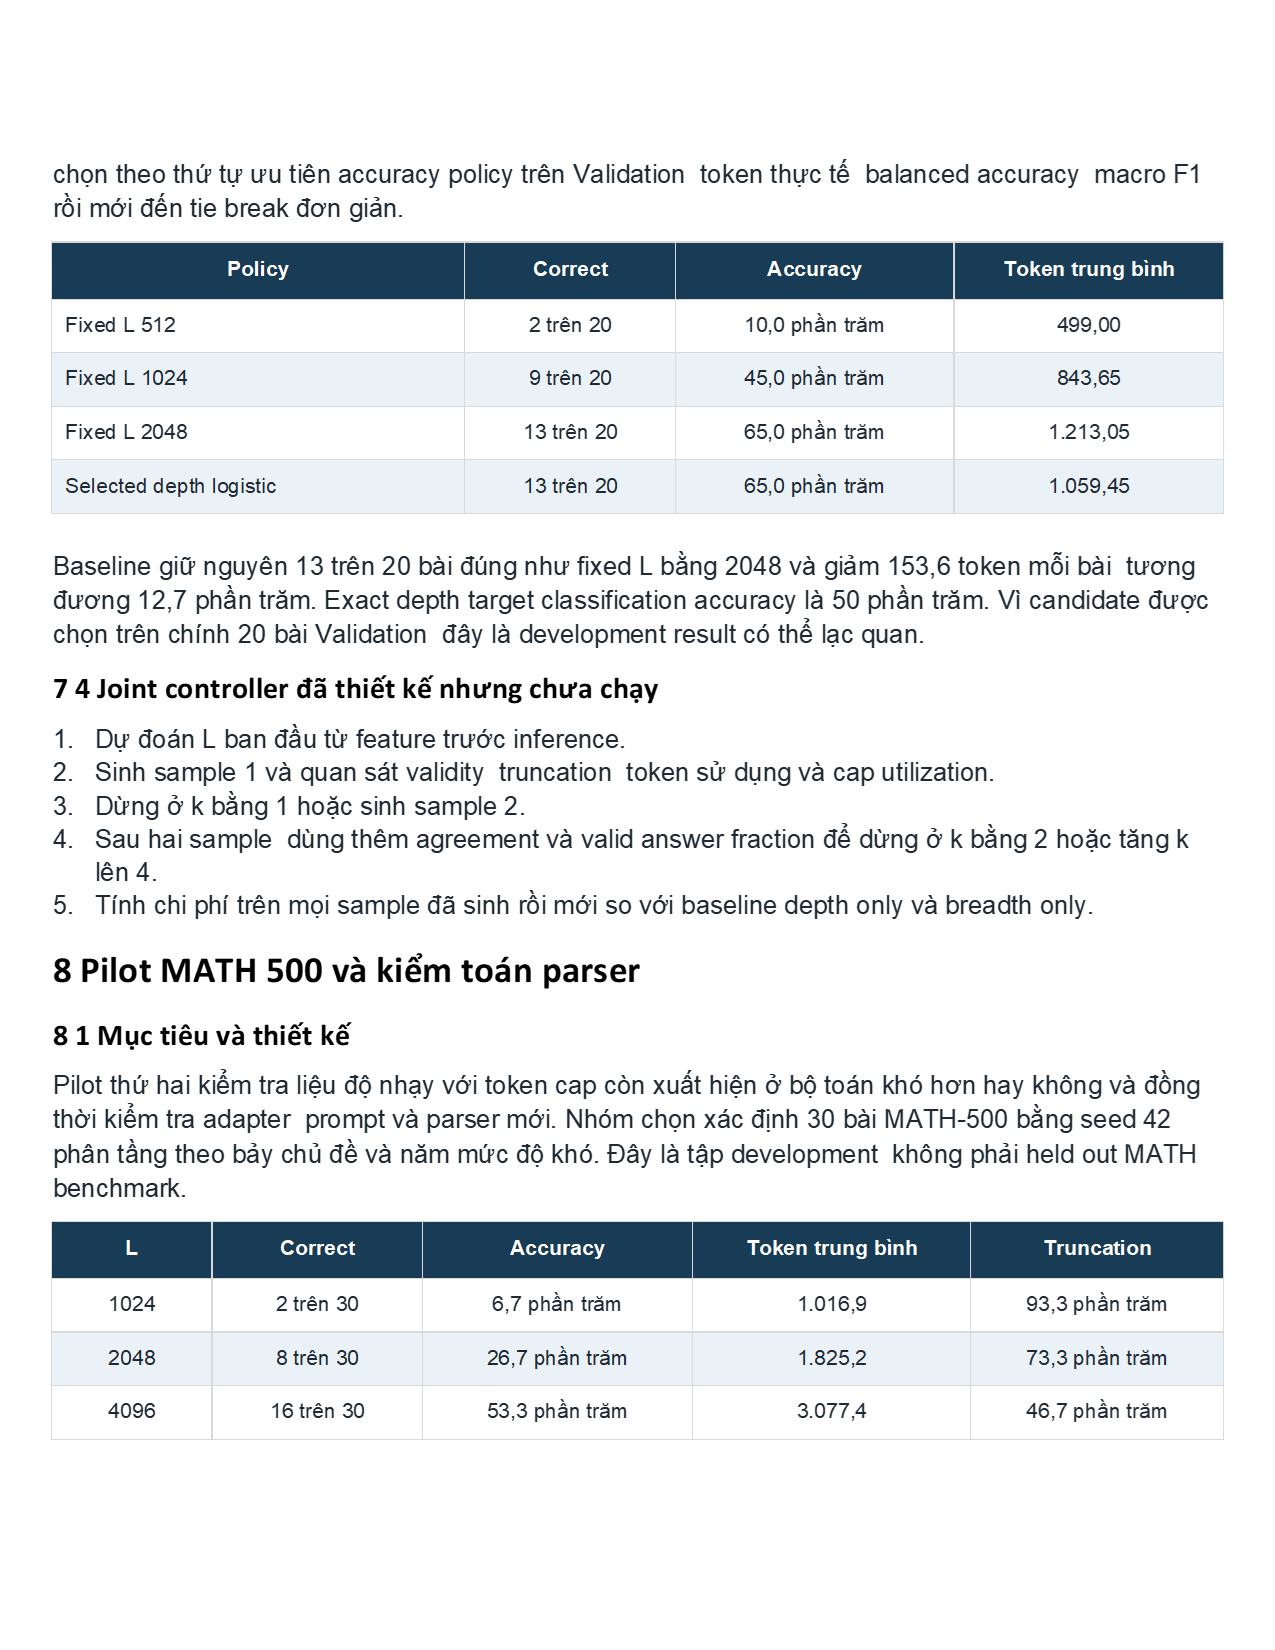 chọn theo thứ tự ưu tiên accuracy policy trên Validation  token thực tế  balanced accuracy  macro F1
rồi mới đến tie break đơn giản.
Policy Correct Accuracy Token trung bình
Fixed L 512 2 trên 20 10,0 phần trăm 499,00
Fixed L 1024 9 trên 20 45,0 phần trăm 843,65
Fixed L 2048 13 trên 20 65,0 phần trăm 1.213,05
Selected depth logistic 13 trên 20 65,0 phần trăm 1.059,45
Baseline giữ nguyên 13 trên 20 bài đúng như fixed L bằng 2048 và giảm 153,6 token mỗi bài  tương
đương 12,7 phần trăm. Exact depth target classification accuracy là 50 phần trăm. Vì candidate được
chọn trên chính 20 bài Validation  đây là development result có thể lạc quan.
7 4 Joint controller đã thiết kế nhưng chưa chạy
1. Dự đoán L ban đầu từ feature trước inference.
2. Sinh sample 1 và quan sát validity  truncation  token sử dụng và cap utilization.
3. Dừng ở k bằng 1 hoặc sinh sample 2.
4. Sau hai sample  dùng thêm agreement và valid answer fraction để dừng ở k bằng 2 hoặc tăng k
lên 4.
5. Tính chi phí trên mọi sample đã sinh rồi mới so với baseline depth only và breadth only.
8 Pilot MATH 500 và kiểm toán parser
8 1 Mục tiêu và thiết kế
Pilot thứ hai kiểm tra liệu độ nhạy với token cap còn xuất hiện ở bộ toán khó hơn hay không và đồng
thời kiểm tra adapter  prompt và parser mới. Nhóm chọn xác định 30 bài MATH-500 bằng seed 42
phân tầng theo bảy chủ đề và năm mức độ khó. Đây là tập development  không phải held out MATH
benchmark.
L Correct Accuracy Token trung bình Truncation
1024 2 trên 30 6,7 phần trăm 1.016,9 93,3 phần trăm
2048 8 trên 30 26,7 phần trăm 1.825,2 73,3 phần trăm
4096 16 trên 30 53,3 phần trăm 3.077,4 46,7 phần trăm